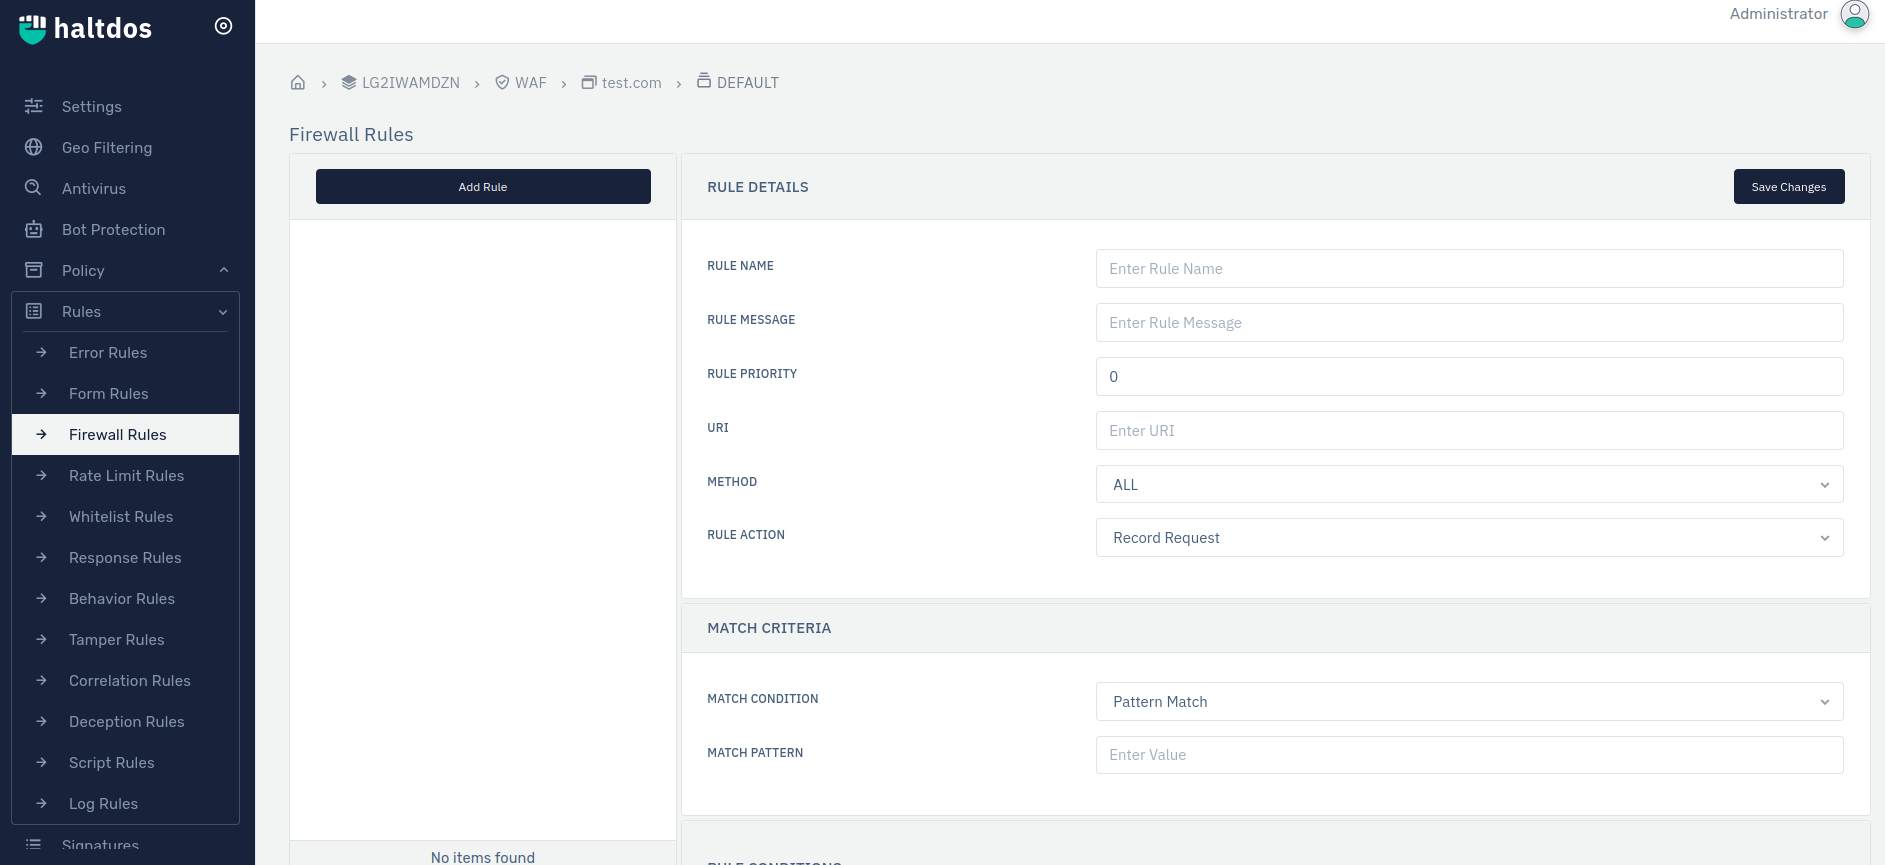 haltdos
Administrator
LG2IWAMDZN
WAF
test.com
DEFAULT
Settings
Geo Filtering
Antivirus
Bot Protection
Policy
Rules
Error Rules
Form Rules
Firewall Rules
Rate Limit Rules
Whitelist Rules
Response Rules
Behavior Rules
Tamper Rules
Correlation Rules
Deception Rules
Script Rules
Log Rules
Signatures
Firewall Rules
Add Rule
No items found
RULE DETAILS
Save Changes
RULE NAME
Enter Rule Name
RULE MESSAGE
Enter Rule Message
RULE PRIORITY
0
URI
Enter URI
METHOD
ALL
RULE ACTION
Record Request
MATCH CRITERIA
MATCH CONDITION
Pattern Match
MATCH PATTERN
Enter Value
RULE CONDITIONS